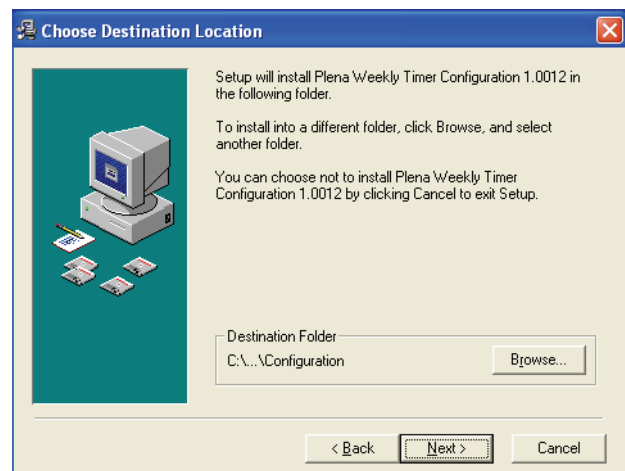 Choose Destination Location
Setup will install Plena Weekly Timer Configuration 1.0012 in
the following folder.
To install into a different folder, click Browse, and select
another folder.
You can choose not to install Plena Weekly Timer
Configuration 1.0012 by clicking Cancel to exit Setup.
Destination Folder
C:\...\Configuration
Browse...
< Back
Next >
Cancel